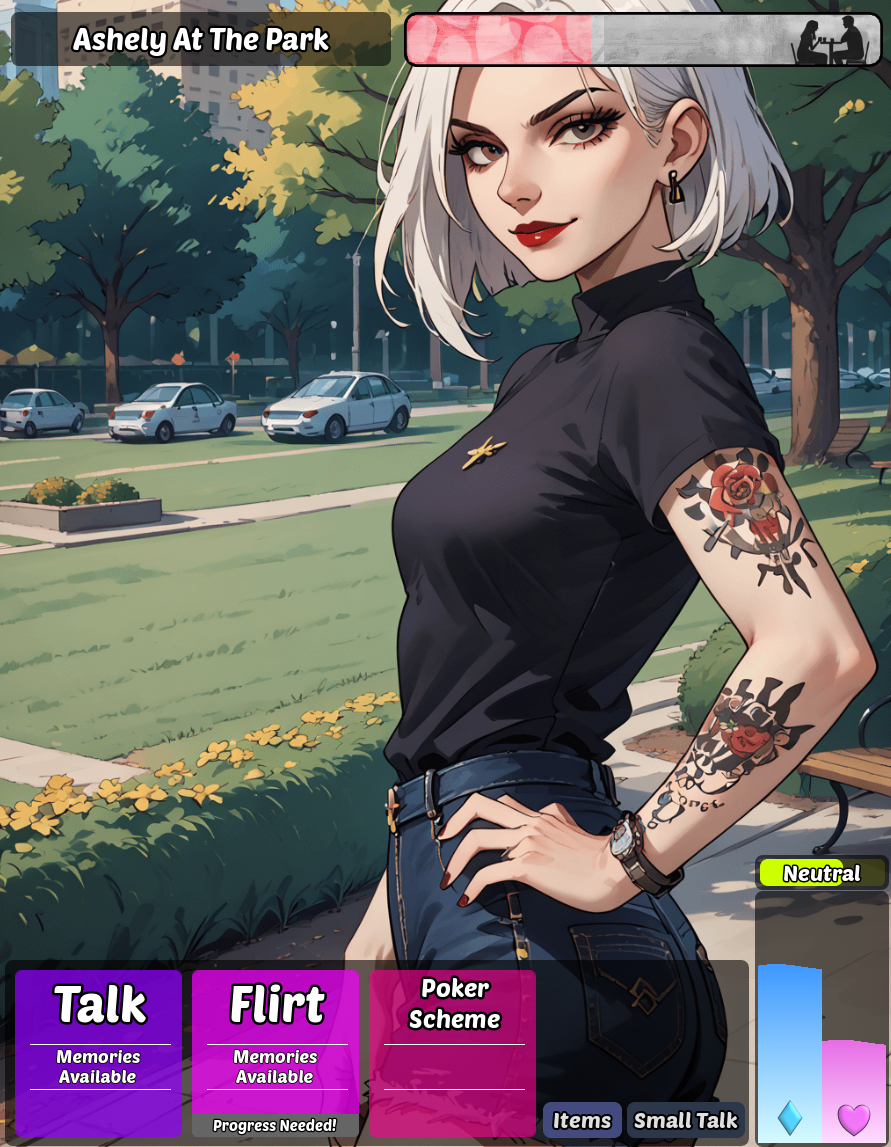 Ashely At The Park
Neutral
Talk
Memories
Available
Flirt
Memories
Available
Progress Needed!
Poker
Scheme
Items
Small Talk